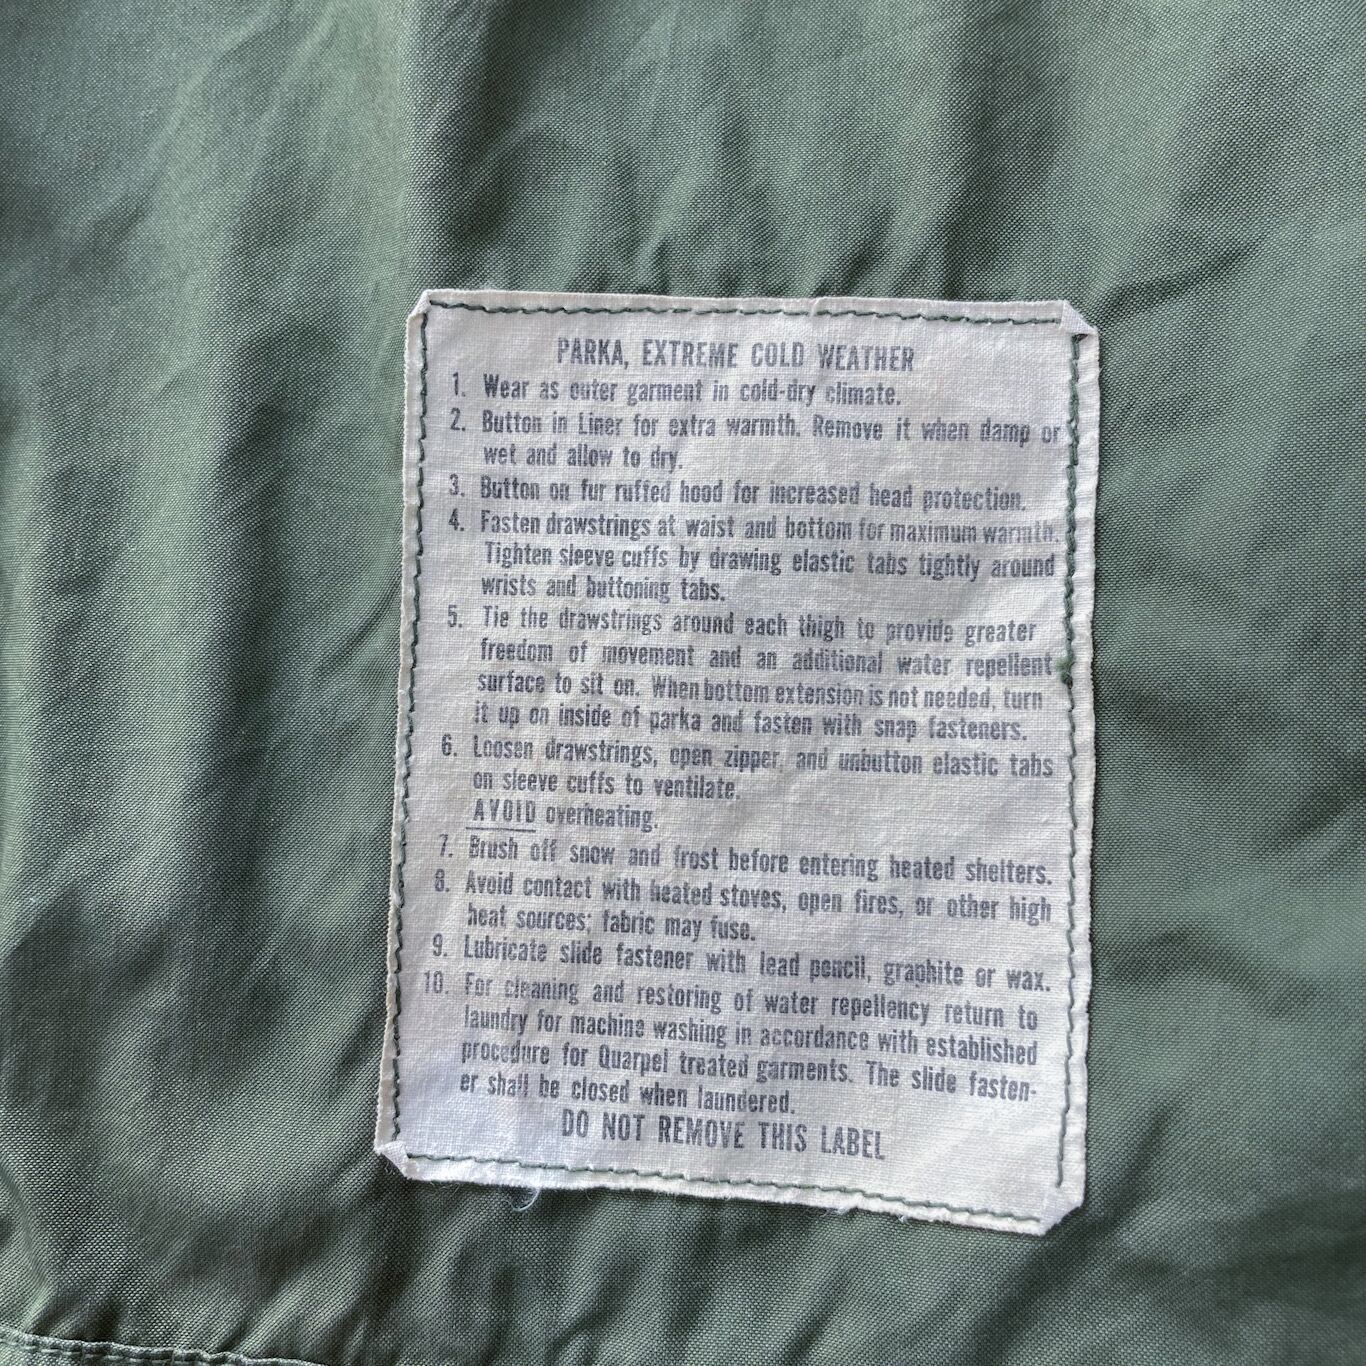 PARKA, EXTREME COLD WEATHER
1. Wear as outer garment in cold-dry climate.
2. Button in Liner for extra warmth. Remove it when damp or
wet and allow to dry.
3. Button on fur ruffed hood for increased head protection.
4. Fasten drawstrings at waist and bottom for maximum warmth.
Tighten sleeve cuffs by drawing elastic tabs tightly around
wrists and buttoning tabs.
5. Tie the drawstrings around each thigh to provide greater
freedom of movement and an additional water repellent
surface to sit on. When bottom extension is not needed, turn
it up on inside of parka and fasten with snap fasteners.
6. Loosen drawstrings, open zipper, and unbutton elastic tabs
on sleeve cuffs to ventilate.
AVOID overheating.
7. Brush off snow and frost before entering heated shelters.
8. Avoid contact with heated stoves, open fires, or other high
heat sources; fabric may fuse.
9. Lubricate slide fastener with lead pencil, graphite or wax.
10. For cleaning and restoring of water repellency return to
laundry for machine washing in accordance with established
procedure for Quarpel treated garments. The slide fasten-
er shall be closed when laundered.
DO NOT REMOVE THIS LABEL